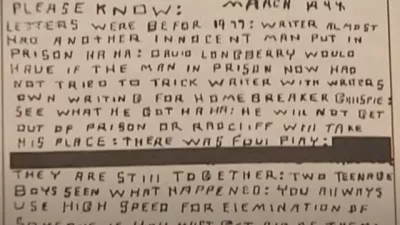 PLEASE KNOW: MARCH
LETTERS WERE BEFOR 1977: WRITER ALMOST
HAD ANOTHER INNOCENT MAN PUT IN
PRISON HA HA: DAVID LONGBERRY WOULD
HAVE IF THE MAN IN PRISON NOW HAD
NOT TRIED TO TRICK WRITER WITH WRITERS
OWN WRITING FOR HOMEBREAKER GILLISPIE:
SEE WHAT HE GOT HA HA: HE WILL NOT GET
OUT OF PRISON OR RADCLIFF WILL TAKE
HIS PLACE: THERE WAS FOUL PLAY:
THEY ARE STILL TOGETHER: TWO TEENAGE
BOYS SEEN WHAT HAPPENED: YOU ALLWAYS
USE HIGH SPEED FOR ELEMINATION OF